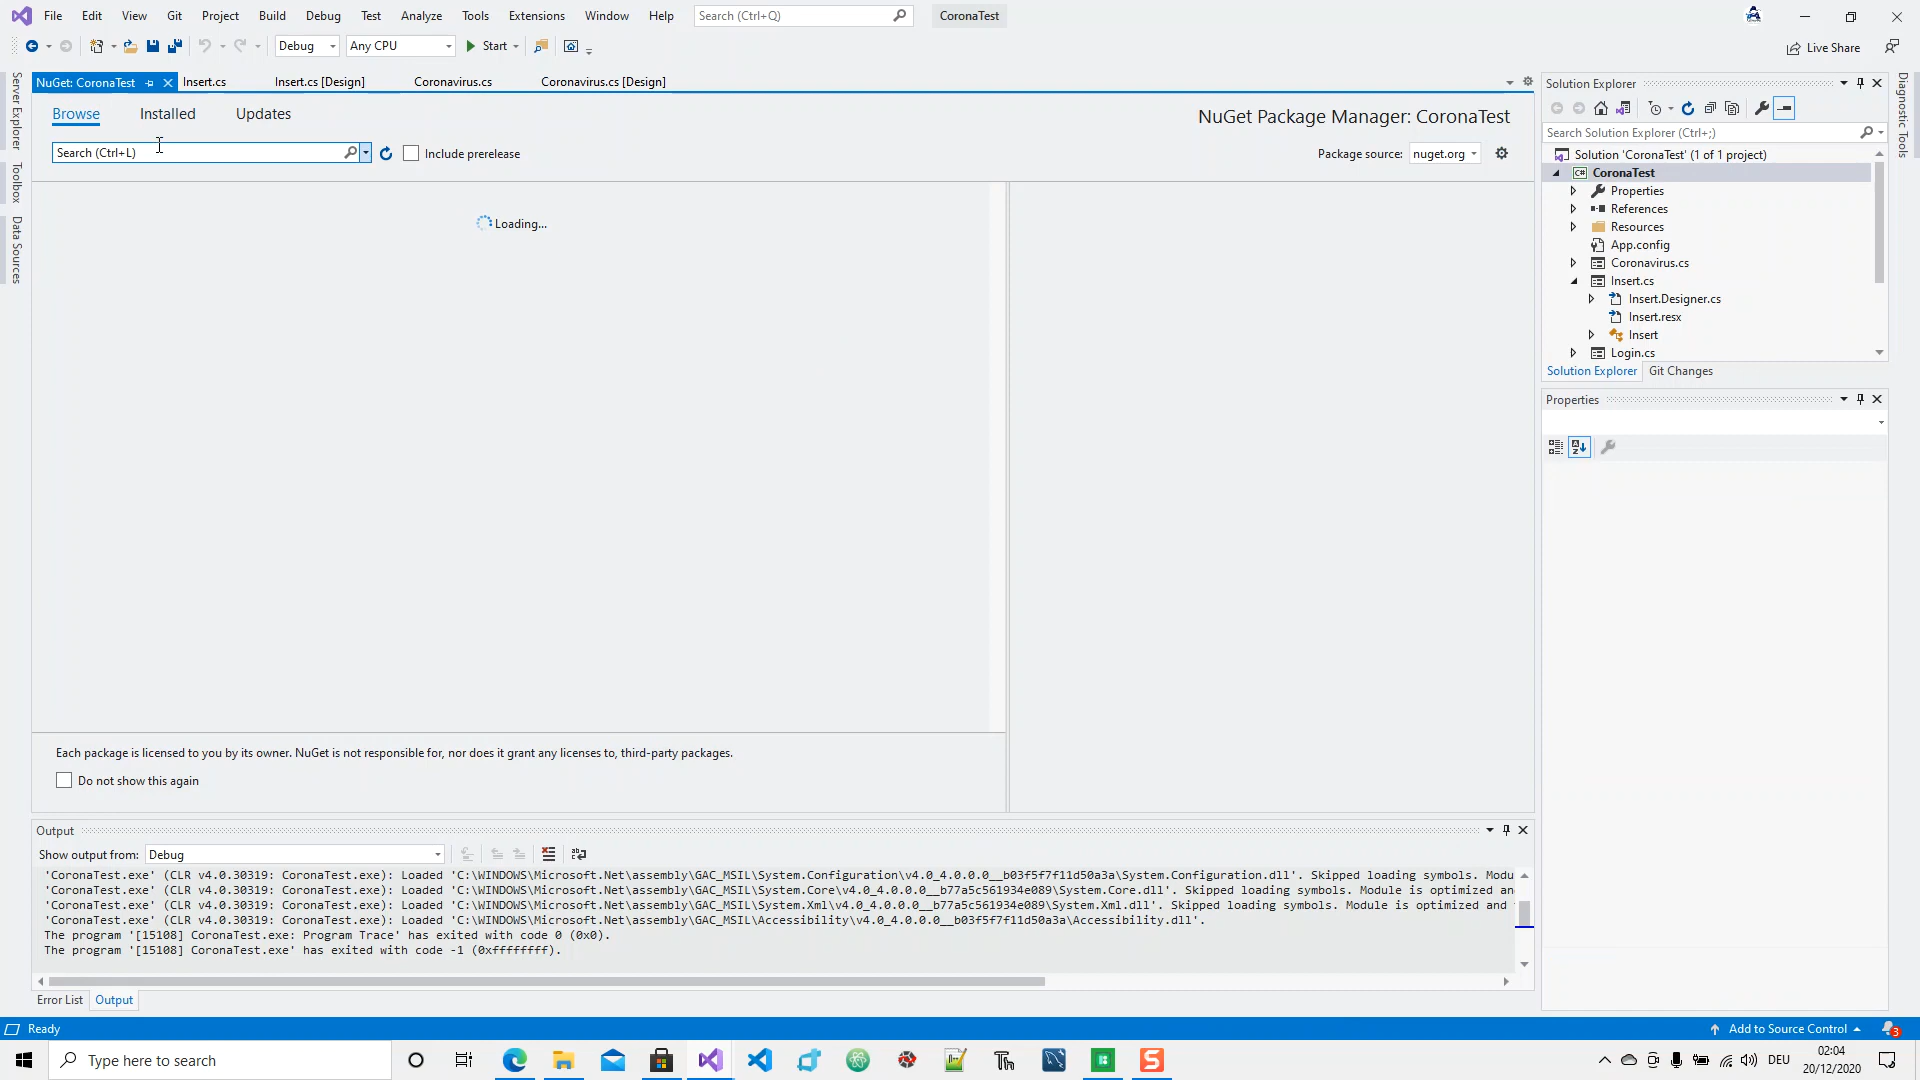 File Edit View Git Project Build Debug Test Analyze Tools Extensions Window Help Search (Ctrl+Q) CoronaTest
Debug Any CPU Start Live Share
Server Explorer
Toolbox
Data Sources
NuGet: CoronaTest Insert.cs Insert.cs [Design] Coronavirus.cs Coronavirus.cs [Design]
Browse Installed Updates
NuGet Package Manager: CoronaTest
Search (Ctrl+L) Include prerelease Package source: nuget.org
Loading...
Each package is licensed to you by its owner. NuGet is not responsible for, nor does it grant any licenses to, third-party packages.
Do not show this again
Output
Show output from: Debug
'CoronaTest.exe' (CLR v4.0.30319: CoronaTest.exe): Loaded 'C:\WINDOWS\Microsoft.Net\assembly\GAC_MSIL\System.Configuration\v4.0_4.0.0.0__b03f5f7f11d50a3a\System.Configuration.dll'. Skipped loading symbols. Modu
'CoronaTest.exe' (CLR v4.0.30319: CoronaTest.exe): Loaded 'C:\WINDOWS\Microsoft.Net\assembly\GAC_MSIL\System.Core\v4.0_4.0.0.0__b77a5c561934e089\System.Core.dll'. Skipped loading symbols. Module is optimized an
'CoronaTest.exe' (CLR v4.0.30319: CoronaTest.exe): Loaded 'C:\WINDOWS\Microsoft.Net\assembly\GAC_MSIL\System.Xml\v4.0_4.0.0.0__b77a5c561934e089\System.Xml.dll'. Skipped loading symbols. Module is optimized and
'CoronaTest.exe' (CLR v4.0.30319: CoronaTest.exe): Loaded 'C:\WINDOWS\Microsoft.Net\assembly\GAC_MSIL\Accessibility\v4.0_4.0.0.0__b03f5f7f11d50a3a\Accessibility.dll'.
The program '[15108] CoronaTest.exe: Program Trace' has exited with code 0 (0x0).
The program '[15108] CoronaTest.exe' has exited with code -1 (0xffffffff).
Error List Output
Solution Explorer
Search Solution Explorer (Ctrl+;)
Solution 'CoronaTest' (1 of 1 project)
C# CoronaTest
Properties
References
Resources
App.config
Coronavirus.cs
Insert.cs
Insert.Designer.cs
Insert.resx
Insert
Login.cs
Solution Explorer Git Changes
Properties
Diagnostic Tools
Ready Add to Source Control 3
Type here to search DEU
02:04
20/12/2020